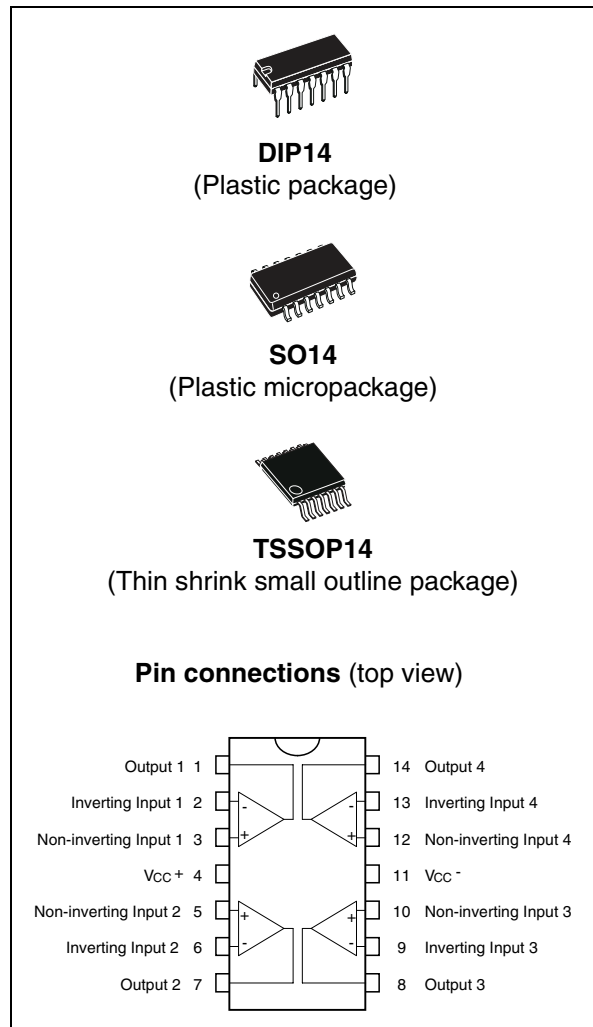 DIP14
(Plastic package)
SO14
(Plastic micropackage)
TSSOP14
(Thin shrink small outline package)
Pin connections (top view)
Output 1 1 14 Output 4
Inverting Input 1 2 - - 13 Inverting Input 4
Non-inverting Input 1 3 + + 12 Non-inverting Input 4
VCC + 4 11 VCC -
Non-inverting Input 2 5 + + 10 Non-inverting Input 3
Inverting Input 2 6 - - 9 Inverting Input 3
Output 2 7 8 Output 3